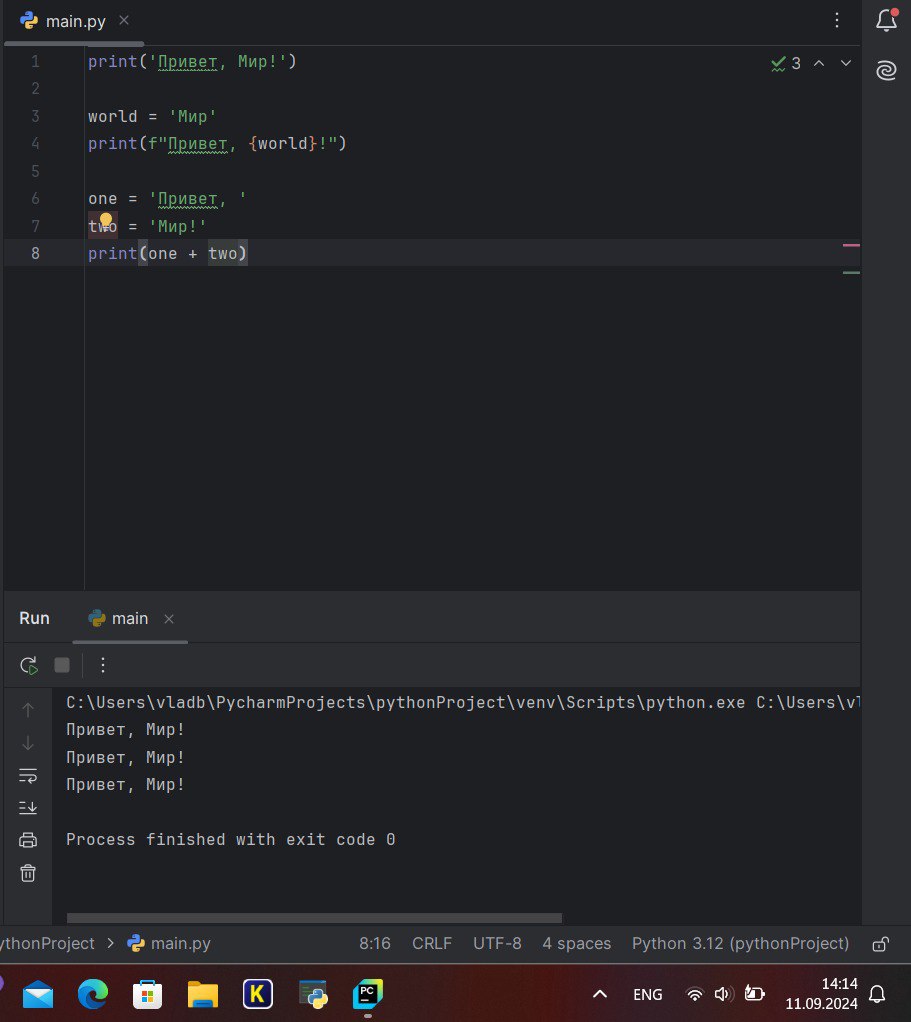 main.py
1 print('Привет, Мир!')
3
2
3 world = 'Мир'
4 print(f"Привет, {world}!")
5
6 one = 'Привет, '
7 two = 'Мир!'
8 print(one + two)
Run main
C:\Users\vladb\PycharmProjects\pythonProject\venv\Scripts\python.exe C:\Users\vl
Привет, Мир!
Привет, Мир!
Привет, Мир!
Process finished with exit code 0
ythonProject > main.py 8:16 CRLF UTF-8 4 spaces Python 3.12 (pythonProject)
K PC ENG 14:14
11.09.2024